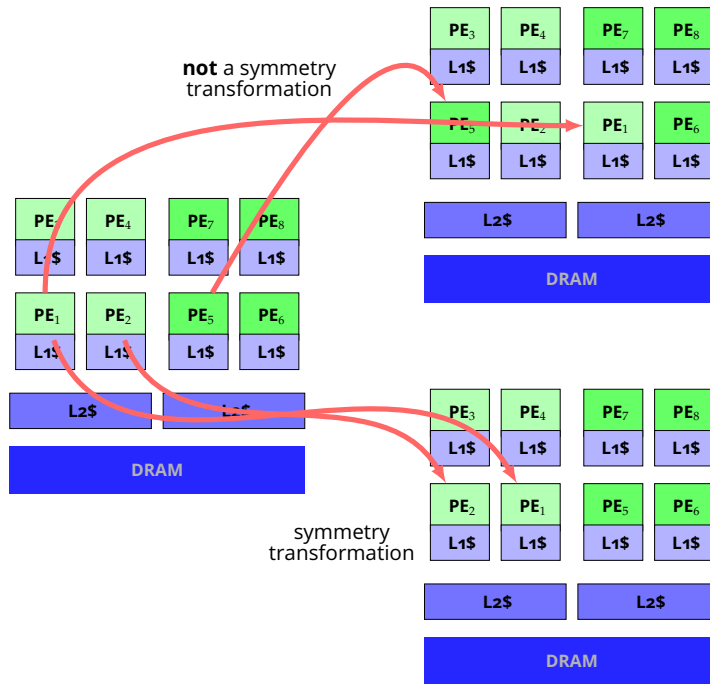 PE₃ PE₄ PE₇ PE₈
L1$ L1$ L1$ L1$
not a symmetry
transformation
PE₅ PE₂ PE₁ PE₆
L1$ L1$ L1$ L1$
L2$ L2$
DRAM
PE₃ PE₄ PE₇ PE₈
L1$ L1$ L1$ L1$
PE₁ PE₂ PE₅ PE₆
L1$ L1$ L1$ L1$
L2$ L2$
DRAM
PE₃ PE₄ PE₇ PE₈
L1$ L1$ L1$ L1$
PE₂ PE₁ PE₅ PE₆
L1$ L1$ L1$ L1$
symmetry
transformation
L2$ L2$
DRAM